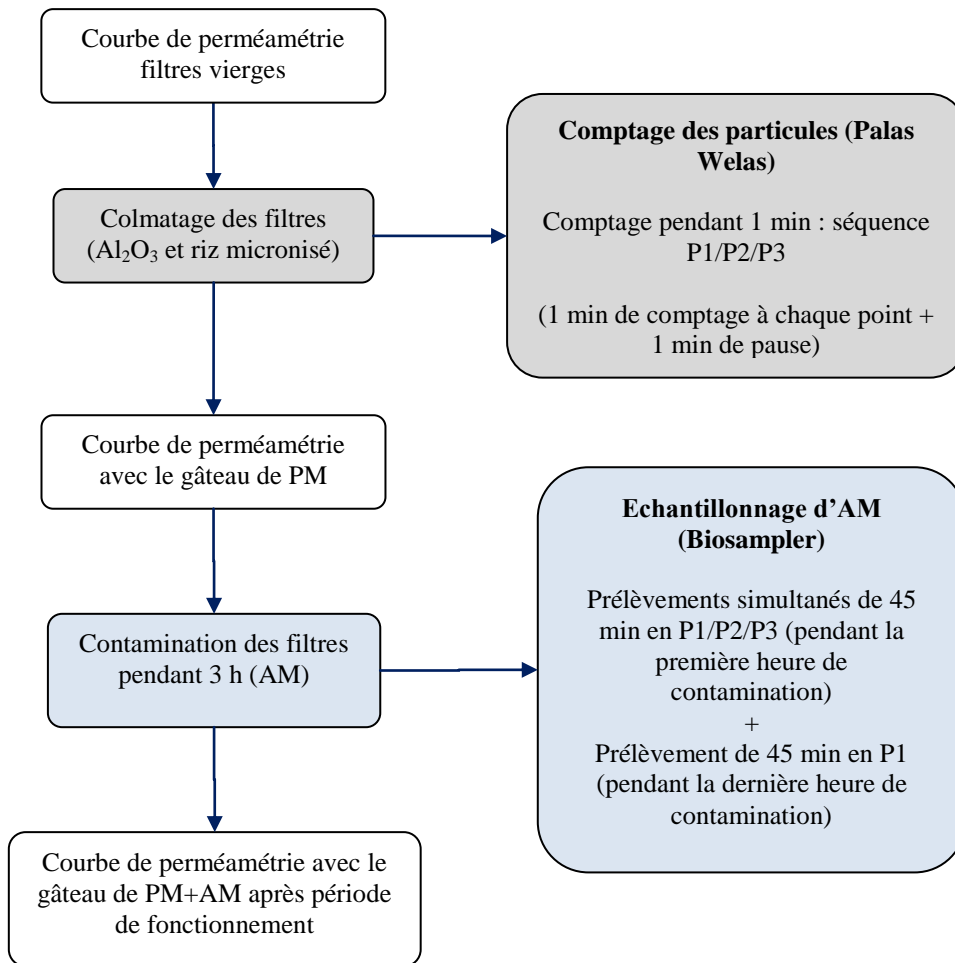 Courbe de perméamétrie
filtres vierges
Colmatage des filtres
(Al₂O₃ et riz micronisé)
Comptage des particules (Palas
Welas)
Comptage pendant 1 min : séquence
P1/P2/P3
(1 min de comptage à chaque point +
1 min de pause)
Courbe de perméamétrie
avec le gâteau de PM
Contamination des filtres
pendant 3 h (AM)
Echantillonnage d’AM
(Biosampler)
Prélèvements simultanés de 45
min en P1/P2/P3 (pendant la
première heure de
contamination)
+
Prélèvement de 45 min en P1
(pendant la dernière heure de
contamination)
Courbe de perméamétrie avec le
gâteau de PM+AM après période
de fonctionnement